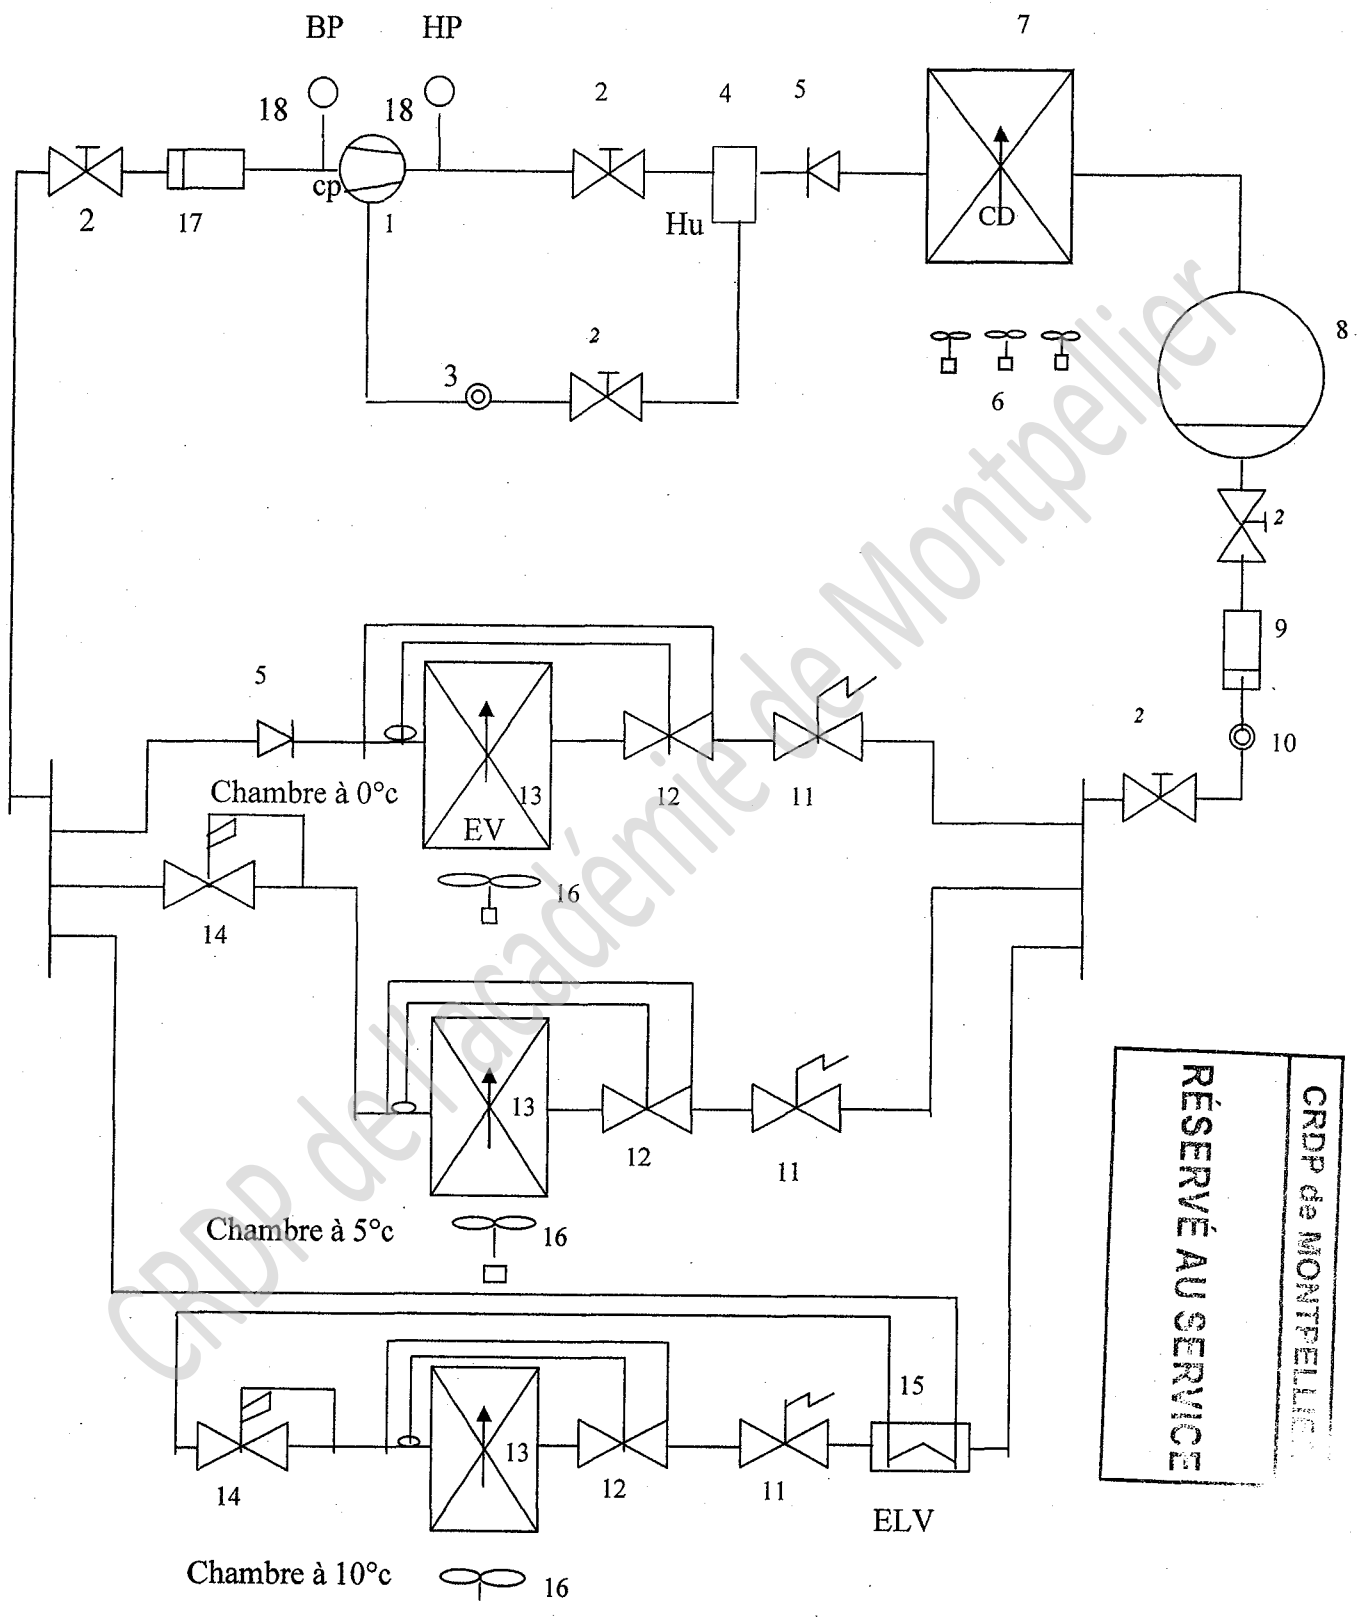 BP HP 7
18 18 2 4 5
cp
2 17 1 Hu CD
8
2
3
6
2
9
5 2
10
Chambre à 0°c 13 12 11
EV
16
14
13
12 11
Chambre à 5°c 16
15
13
14 12 11
ELV
Chambre à 10°c 16
CRDP de l'académie de Montpellier
CRDP de MONTPELLIER
RÉSERVÉ AU SERVICE